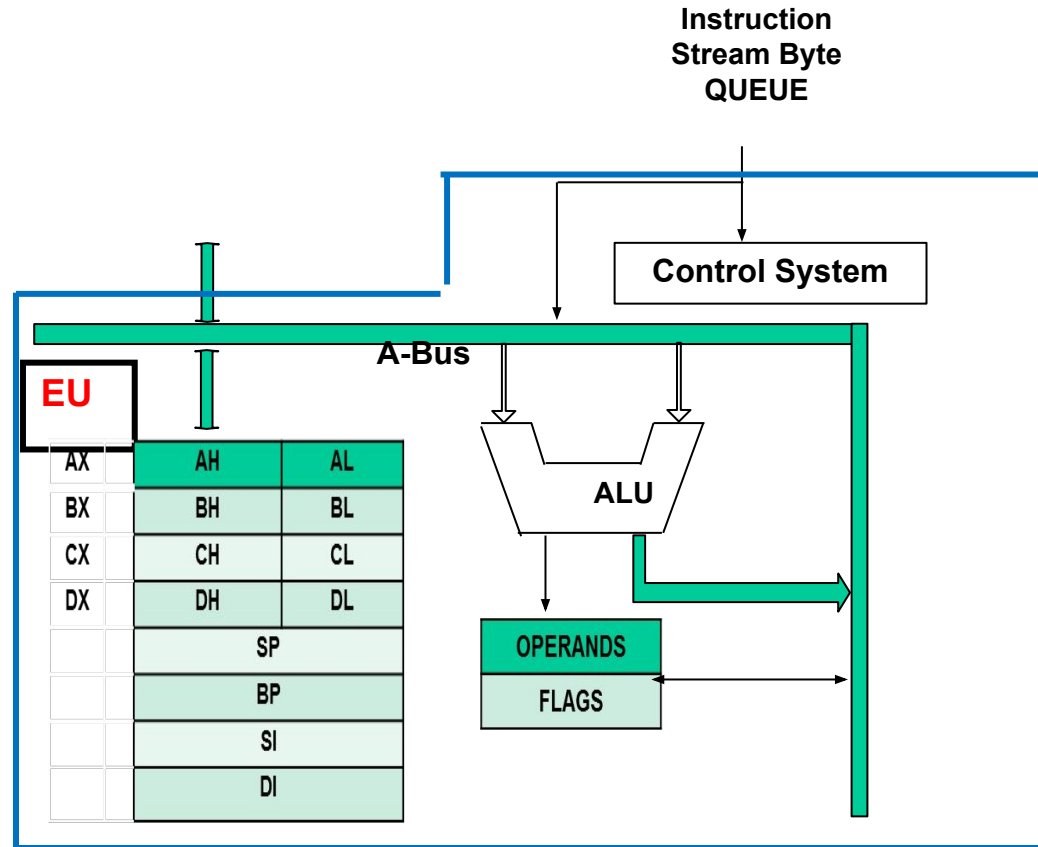 Instruction
Stream Byte
QUEUE
Control System
A-Bus
EU
AX AH AL
BX BH BL
CX CH CL
DX DH DL
SP
BP
SI
DI
ALU
OPERANDS
FLAGS